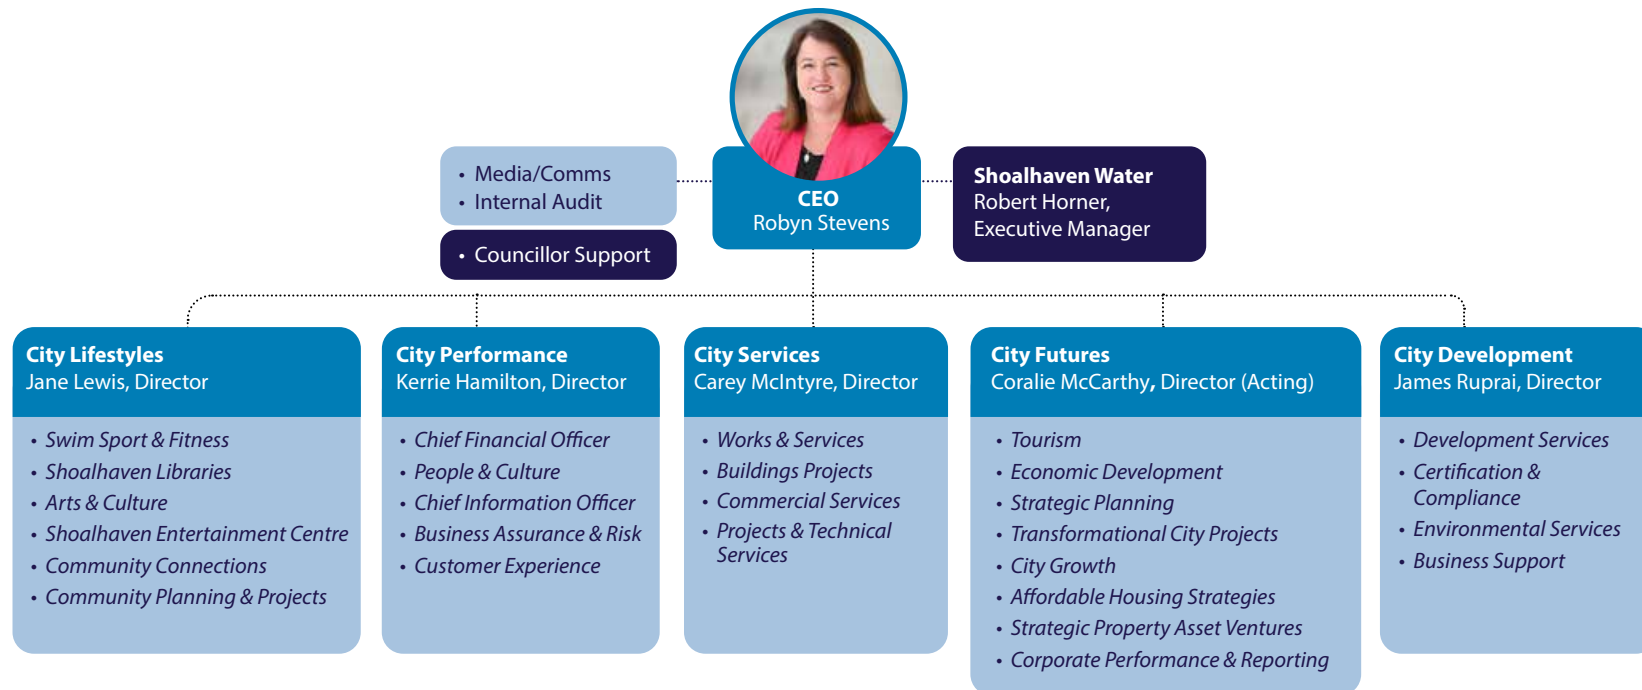 • Media/Comms
• Internal Audit
• Councillor Support
CEO
Robyn Stevens
Shoalhaven Water
Robert Horner,
Executive Manager
City Lifestyles
Jane Lewis, Director
• Swim Sport & Fitness
• Shoalhaven Libraries
• Arts & Culture
• Shoalhaven Entertainment Centre
• Community Connections
• Community Planning & Projects
City Performance
Kerrie Hamilton, Director
• Chief Financial Officer
• People & Culture
• Chief Information Officer
• Business Assurance & Risk
• Customer Experience
City Services
Carey McIntyre, Director
• Works & Services
• Buildings Projects
• Commercial Services
• Projects & Technical
Services
City Futures
Coralie McCarthy, Director (Acting)
• Tourism
• Economic Development
• Strategic Planning
• Transformational City Projects
• City Growth
• Affordable Housing Strategies
• Strategic Property Asset Ventures
• Corporate Performance & Reporting
City Development
James Ruprai, Director
• Development Services
• Certification &
Compliance
• Environmental Services
• Business Support